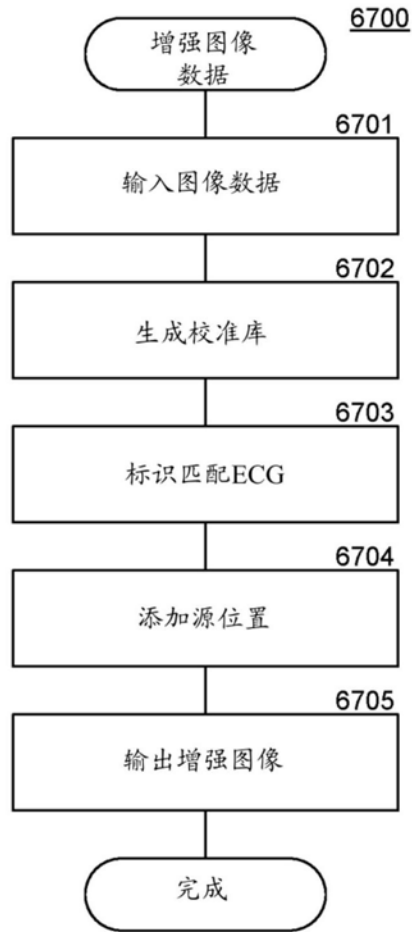 6700
增强图像
数据
6701
输入图像数据
6702
生成校准库
6703
标识匹配ECG
6704
添加源位置
6705
输出增强图像
完成